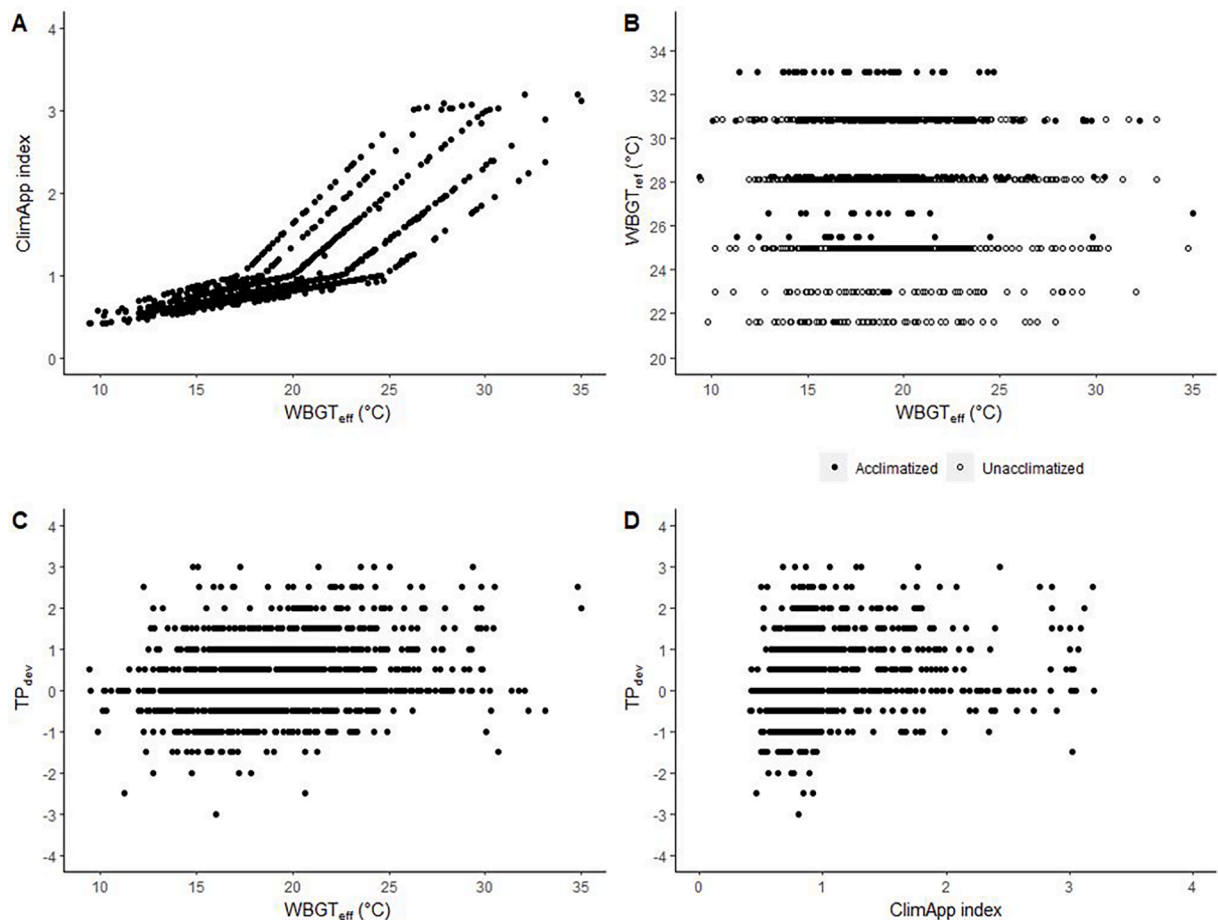 A
ClimApp index
4
3
2
1
0
10 15 20 25 30 35
WBGTeff (°C)
B
WBGTref (°C)
34
32
30
28
26
24
22
20
10 15 20 25 30 35
WBGTeff (°C)
Acclimatized Unacclimatized
C
TPdev
4
3
2
1
0
-1
-2
-3
-4
10 15 20 25 30 35
WBGTeff (°C)
D
TPdev
4
3
2
1
0
-1
-2
-3
-4
0 1 2 3 4
ClimApp index